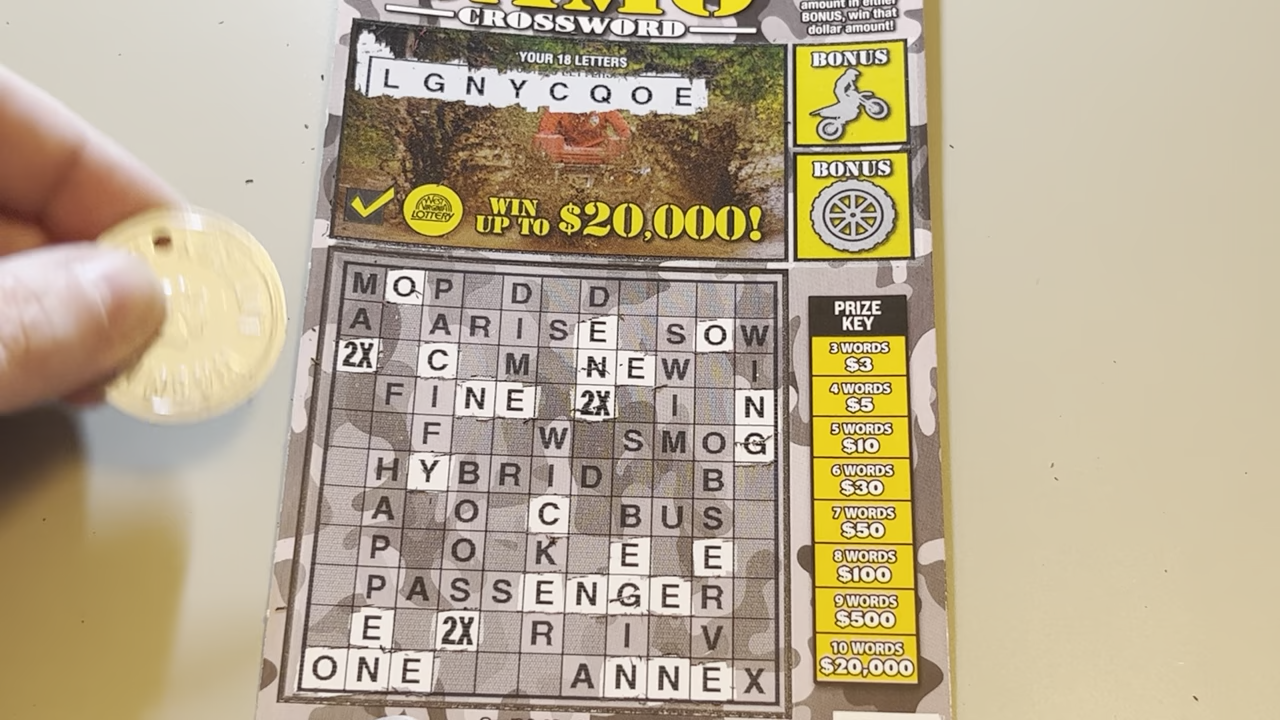 CROSSWORD
amount in either
BONUS, win that
dollar amount!
YOUR 18 LETTERS
L G N Y C Q O E
BONUS
BONUS
LOTTERY
WIN
UP TO $20,000!
M O P D D
A A R I S E S O W
2X C M N E W I
F I N E 2X I N
F W S M O G
H Y B R I D B
A O C B U S
P O K E E
P A S S E N G E R
E 2X R I V
O N E A N N E X
PRIZE
KEY
3 WORDS
$3
4 WORDS
$5
5 WORDS
$10
6 WORDS
$30
7 WORDS
$50
8 WORDS
$100
9 WORDS
$500
10 WORDS
$20,000